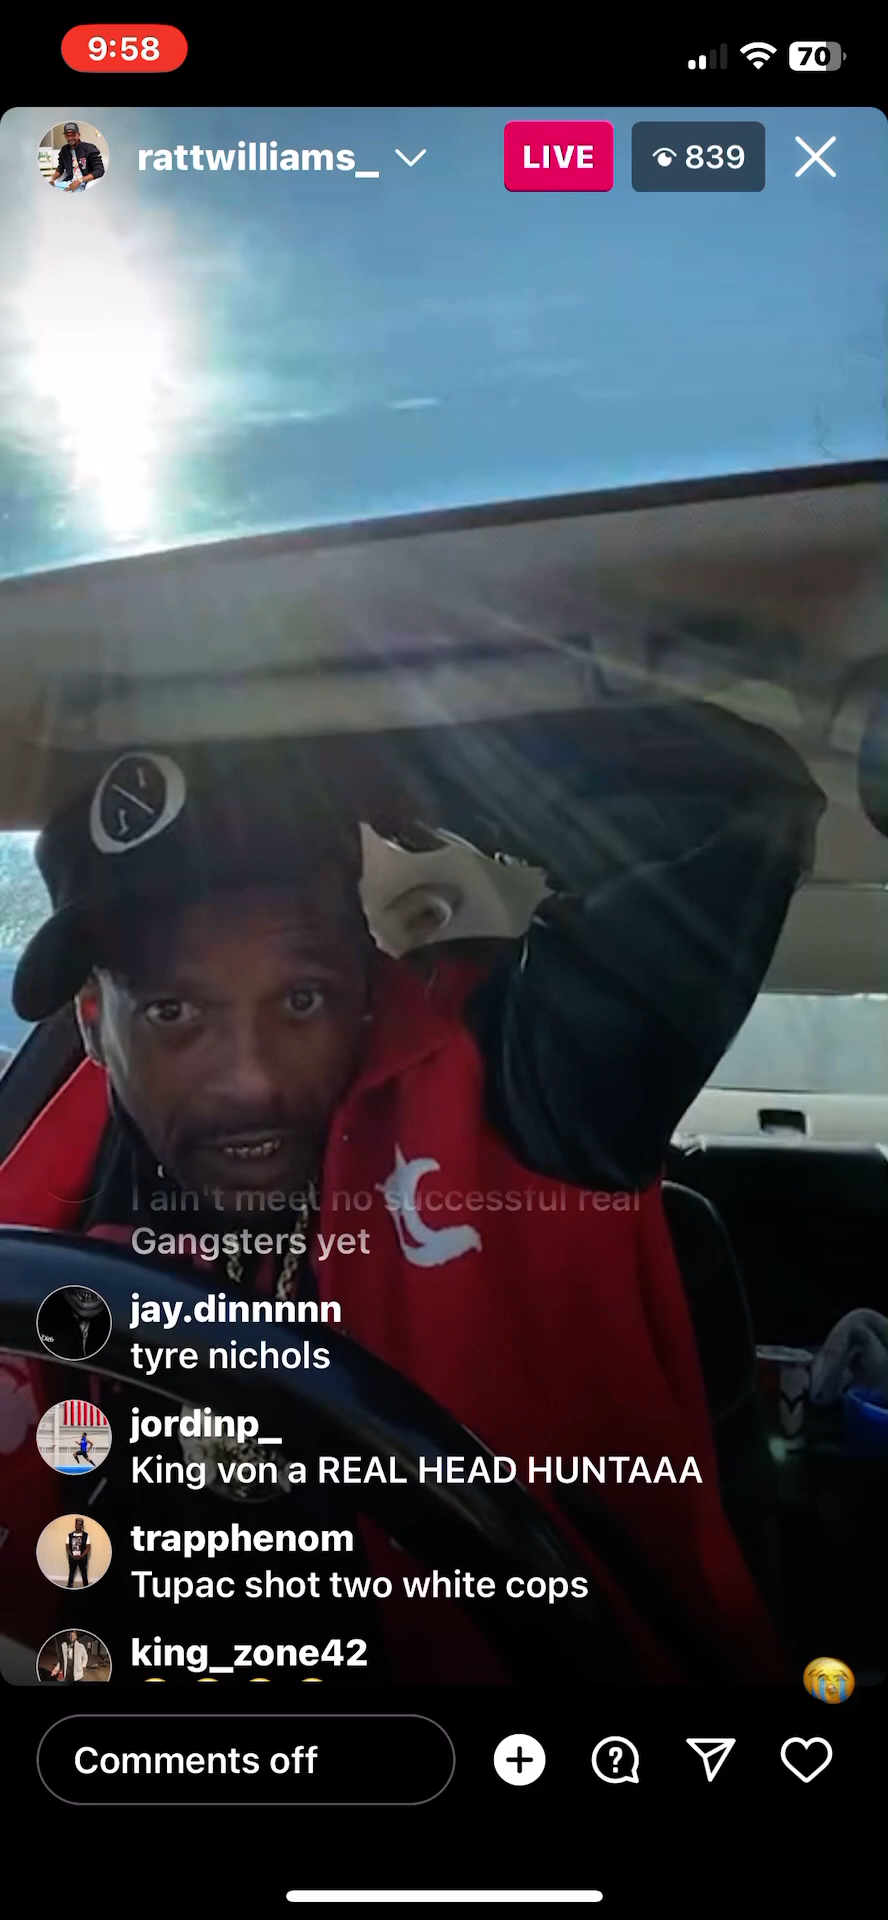 9:58
70
rattwilliams_
LIVE
839
I ain't meet no successful real
Gangsters yet
jay.dinnnnn
tyre nichols
jordinp_
King von a REAL HEAD HUNTAAA
trapphenom
Tupac shot two white cops
king_zone42
Comments off